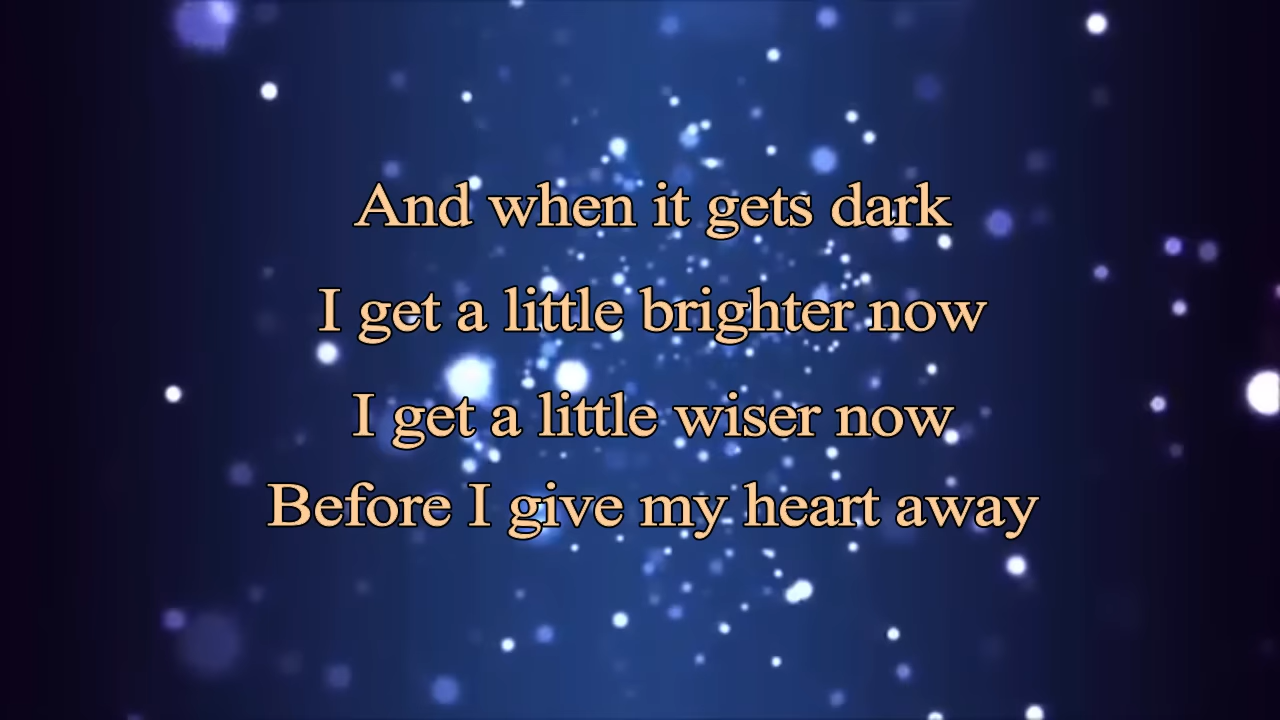 And when it gets dark
I get a little brighter now
I get a little wiser now
Before I give my heart away